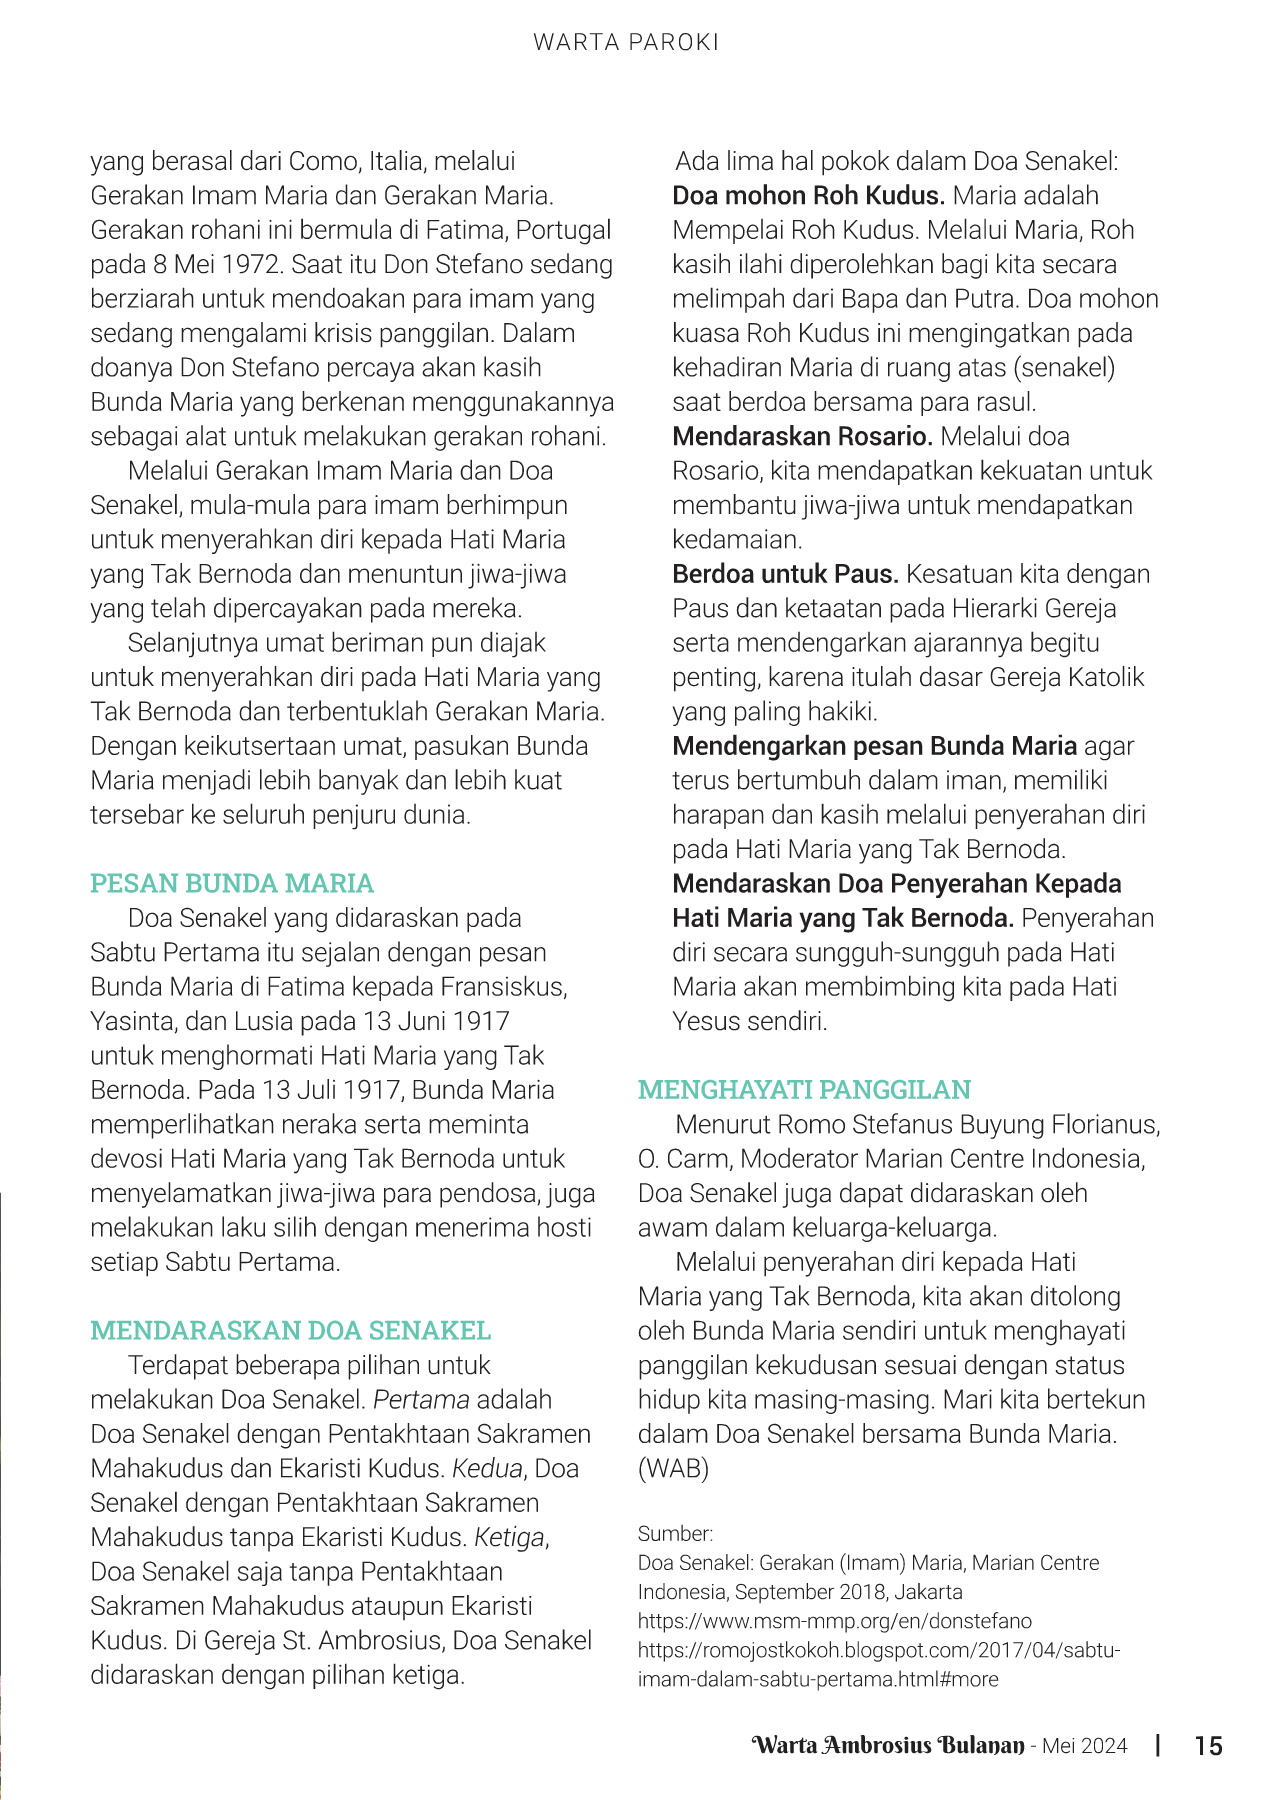 WARTA PAROKI
yang berasal dari Como, Italia, melalui
Gerakan Imam Maria dan Gerakan Maria.
Gerakan rohani ini bermula di Fatima, Portugal
pada 8 Mei 1972. Saat itu Don Stefano sedang
berziarah untuk mendoakan para imam yang
sedang mengalami krisis panggilan. Dalam
doanya Don Stefano percaya akan kasih
Bunda Maria yang berkenan menggunakannya
sebagai alat untuk melakukan gerakan rohani.
Melalui Gerakan Imam Maria dan Doa
Senakel, mula-mula para imam berhimpun
untuk menyerahkan diri kepada Hati Maria
yang Tak Bernoda dan menuntun jiwa-jiwa
yang telah dipercayakan pada mereka.
Selanjutnya umat beriman pun diajak
untuk menyerahkan diri pada Hati Maria yang
Tak Bernoda dan terbentuklah Gerakan Maria.
Dengan keikutsertaan umat, pasukan Bunda
Maria menjadi lebih banyak dan lebih kuat
tersebar ke seluruh penjuru dunia.
PESAN BUNDA MARIA
Doa Senakel yang didaraskan pada
Sabtu Pertama itu sejalan dengan pesan
Bunda Maria di Fatima kepada Fransiskus,
Yasinta, dan Lusia pada 13 Juni 1917
untuk menghormati Hati Maria yang Tak
Bernoda. Pada 13 Juli 1917, Bunda Maria
memperlihatkan neraka serta meminta
devosi Hati Maria yang Tak Bernoda untuk
menyelamatkan jiwa-jiwa para pendosa, juga
melakukan laku silih dengan menerima hosti
setiap Sabtu Pertama.
MENDARASKAN DOA SENAKEL
Terdapat beberapa pilihan untuk
melakukan Doa Senakel. Pertama adalah
Doa Senakel dengan Pentakhtaan Sakramen
Mahakudus dan Ekaristi Kudus. Kedua, Doa
Senakel dengan Pentakhtaan Sakramen
Mahakudus tanpa Ekaristi Kudus. Ketiga,
Doa Senakel saja tanpa Pentakhtaan
Sakramen Mahakudus ataupun Ekaristi
Kudus. Di Gereja St. Ambrosius, Doa Senakel
didaraskan dengan pilihan ketiga.
Ada lima hal pokok dalam Doa Senakel:
Doa mohon Roh Kudus. Maria adalah
Mempelai Roh Kudus. Melalui Maria, Roh
kasih ilahi diperolehkan bagi kita secara
melimpah dari Bapa dan Putra. Doa mohon
kuasa Roh Kudus ini mengingatkan pada
kehadiran Maria di ruang atas (senakel)
saat berdoa bersama para rasul.
Mendaraskan Rosario. Melalui doa
Rosario, kita mendapatkan kekuatan untuk
membantu jiwa-jiwa untuk mendapatkan
kedamaian.
Berdoa untuk Paus. Kesatuan kita dengan
Paus dan ketaatan pada Hierarki Gereja
serta mendengarkan ajarannya begitu
penting, karena itulah dasar Gereja Katolik
yang paling hakiki.
Mendengarkan pesan Bunda Maria agar
terus bertumbuh dalam iman, memiliki
harapan dan kasih melalui penyerahan diri
pada Hati Maria yang Tak Bernoda.
Mendaraskan Doa Penyerahan Kepada
Hati Maria yang Tak Bernoda. Penyerahan
diri secara sungguh-sungguh pada Hati
Maria akan membimbing kita pada Hati
Yesus sendiri.
MENGHAYATI PANGGILAN
Menurut Romo Stefanus Buyung Florianus,
O. Carm, Moderator Marian Centre Indonesia,
Doa Senakel juga dapat didaraskan oleh
awam dalam keluarga-keluarga.
Melalui penyerahan diri kepada Hati
Maria yang Tak Bernoda, kita akan ditolong
oleh Bunda Maria sendiri untuk menghayati
panggilan kekudusan sesuai dengan status
hidup kita masing-masing. Mari kita bertekun
dalam Doa Senakel bersama Bunda Maria.
(WAB)
Sumber:
Doa Senakel: Gerakan (Imam) Maria, Marian Centre
Indonesia, September 2018, Jakarta
https://www.msm-mmp.org/en/donstefano
https://romojostkokoh.blogspot.com/2017/04/sabtu-
imam-dalam-sabtu-pertama.html#more
Warta Ambrosius Bulanan - Mei 2024 | 15